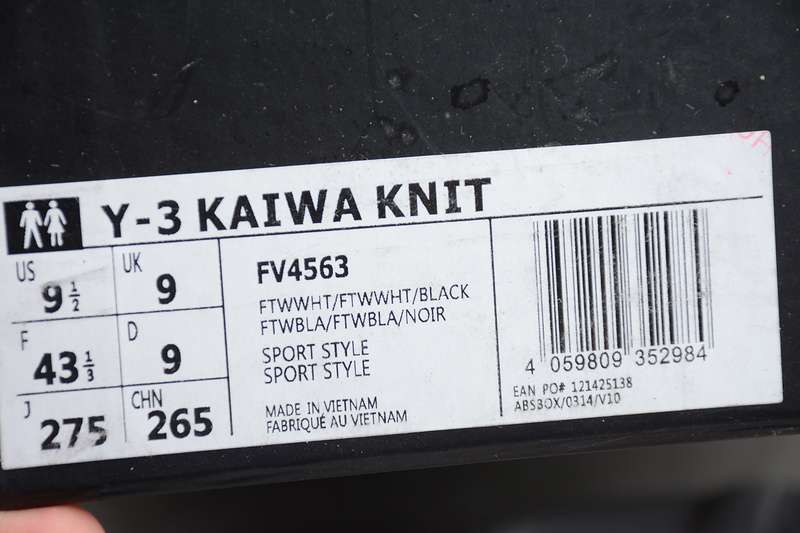 Y-3 KAIWA KNIT
US 9 1/2
UK 9
F 43 1/3
D 9
J 275
CHN 265
FV4563
FTWWHT/FTWWHT/BLACK
FTWBLA/FTWBLA/NOIR
SPORT STYLE
SPORT STYLE
MADE IN VIETNAM
FABRIQUÉ AU VIETNAM
4 059809 352984
EAN PO# 121425138
ABSBOX/0314/V10